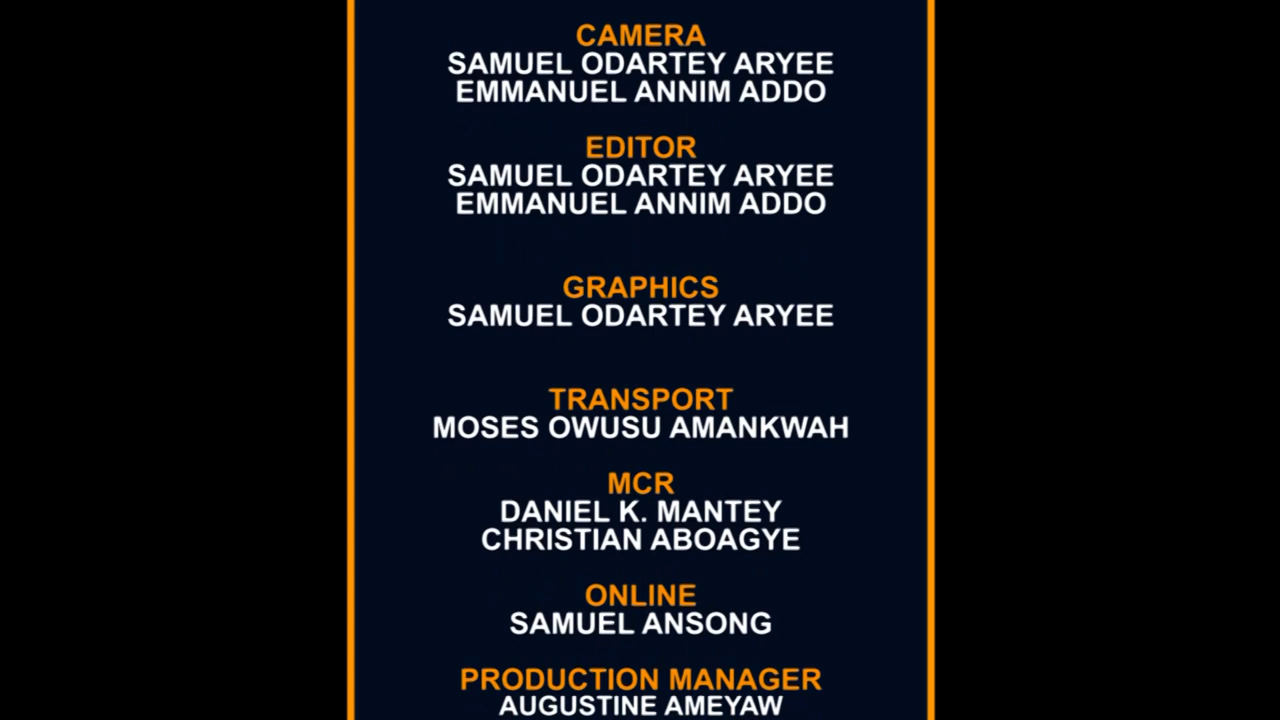 CAMERA
SAMUEL ODARTEY ARYEE
EMMANUEL ANNIM ADDO
EDITOR
SAMUEL ODARTEY ARYEE
EMMANUEL ANNIM ADDO
GRAPHICS
SAMUEL ODARTEY ARYEE
TRANSPORT
MOSES OWUSU AMANKWAH
MCR
DANIEL K. MANTEY
CHRISTIAN ABOAGYE
ONLINE
SAMUEL ANSONG
PRODUCTION MANAGER
AUGUSTINE AMEYAW